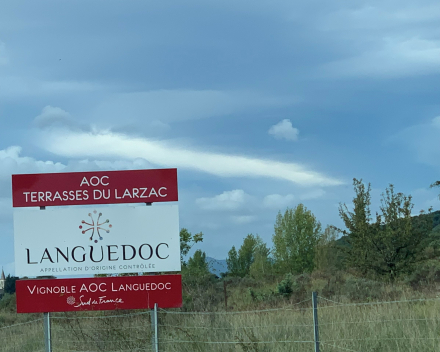 AOC
TERRASSES DU LARZAC
LANGUEDOC
APPELLATION D'ORIGINE CONTRÔLÉE
VIGNOBLE AOC LANGUEDOC
Sud de France